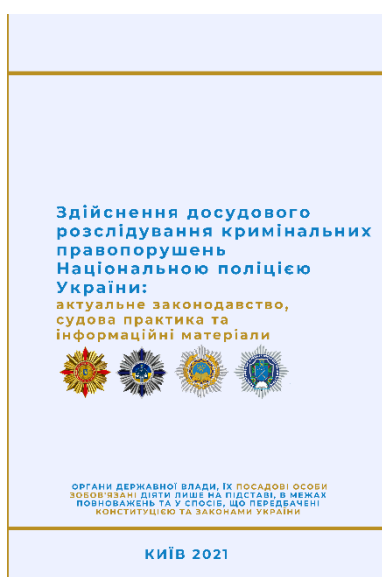 Здійснення досудового
розслідування кримінальних
правопорушень
Національною поліцією
України:
актуальне законодавство,
судова практика та
інформаційні матеріали
ОРГАНИ ДЕРЖАВНОЇ ВЛАДИ, ЇХ ПОСАДОВІ ОСОБИ
ЗОБОВ'ЯЗАНІ ДІЯТИ ЛИШЕ НА ПІДСТАВІ, В МЕЖАХ
ПОВНОВАЖЕНЬ ТА У СПОСІБ, ЩО ПЕРЕДБАЧЕНІ
КОНСТИТУЦІЄЮ ТА ЗАКОНАМИ УКРАЇНИ
КИЇВ 2021